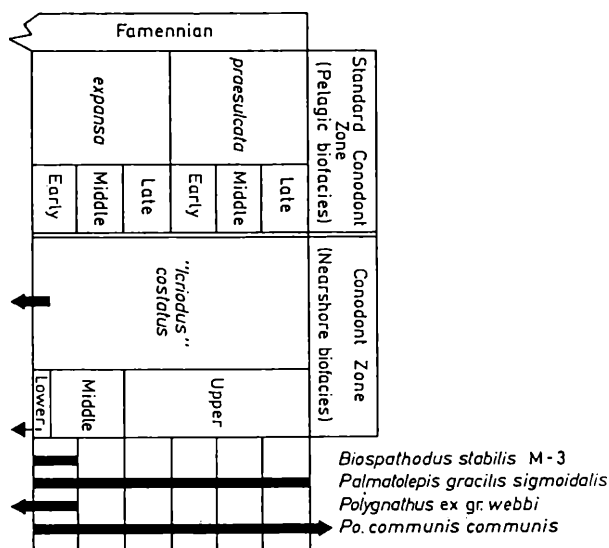 Famennian
expansa
praesulcata
Standard Conodont
Zone
(Pelagic biofacies)
Early
Middle
Late
Early
Middle
Late
"Icriodus"
costatus
Conodont Zone
(Nearshore biofacies)
Lower
Middle
Upper
Biospathodus stabilis M-3
Palmatolepis gracilis sigmoidalis
Polygnathus ex gr. webbi
Po. communis communis